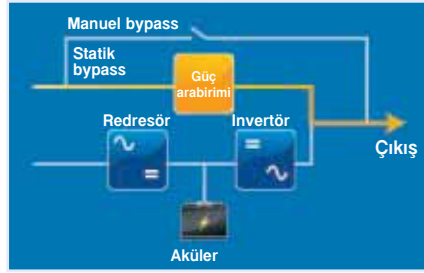 Manuel bypass
Statik
bypass
Güç
arabirimi
Redresör
Invertör
Çıkış
Aküler